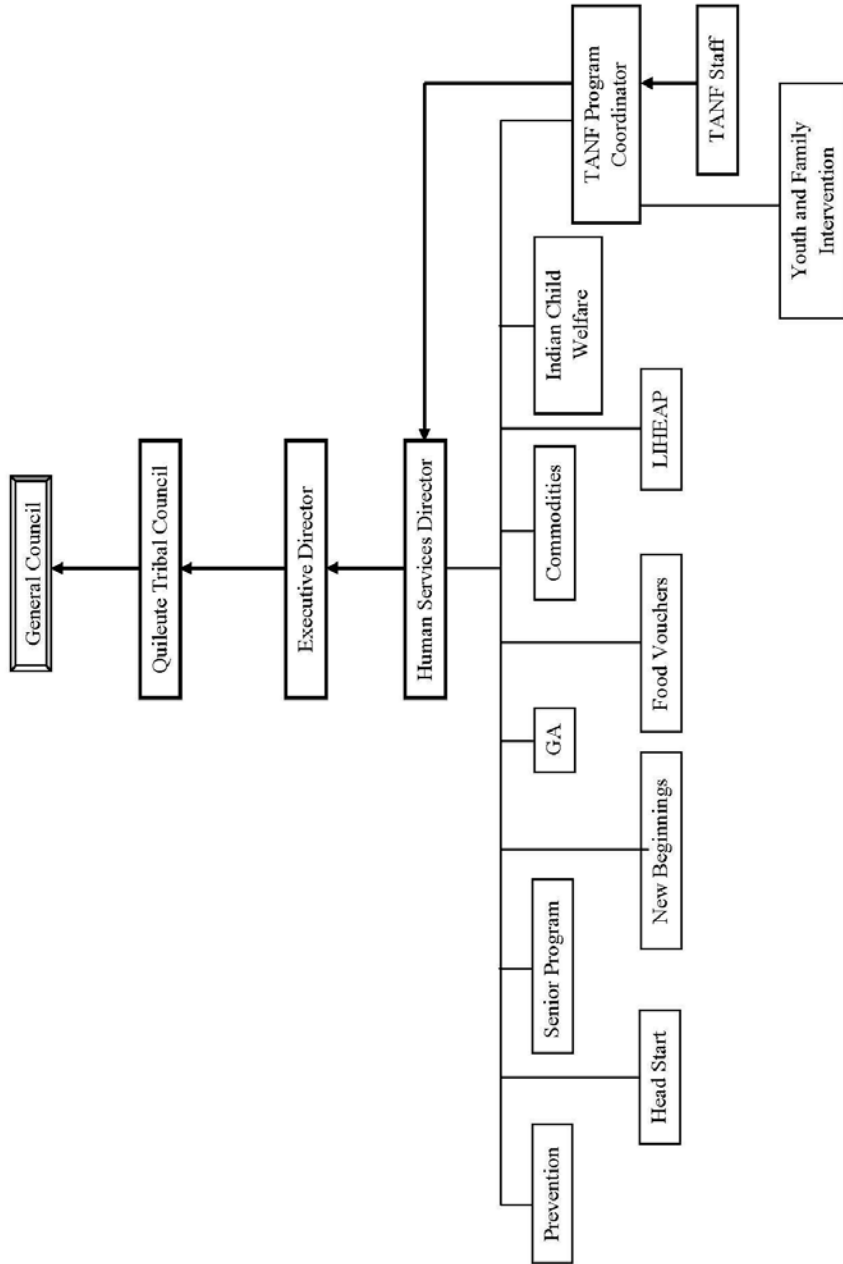 General Council
Quileute Tribal Council
Executive Director
Human Services Director
Prevention
Senior Program
GA
Commodities
Indian Child
Welfare
TANF Program
Coordinator
Head Start
New Beginnings
Food Vouchers
LIHEAP
TANF Staff
Youth and Family
Intervention